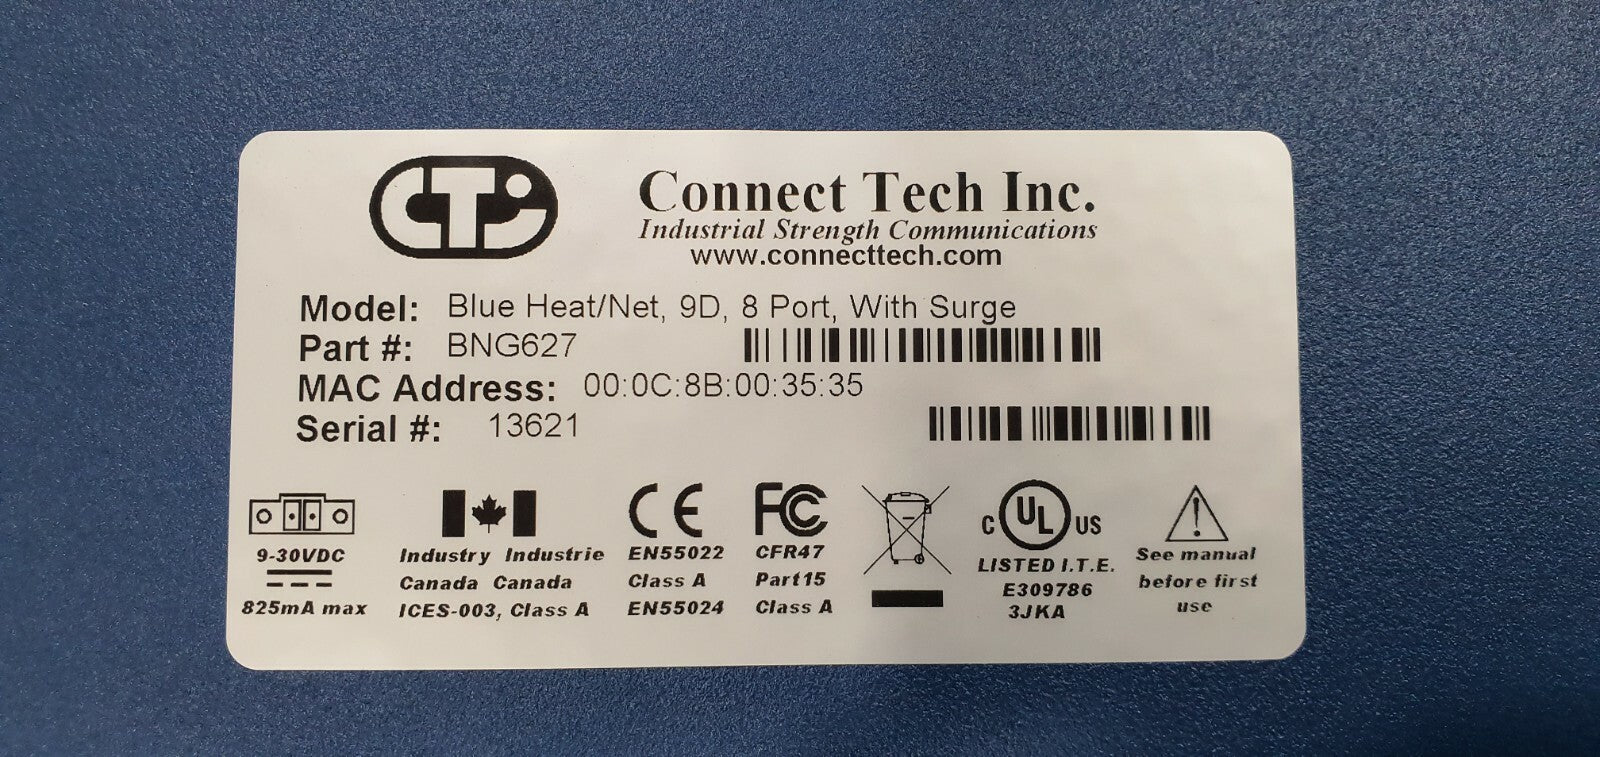 CTi
Connect Tech Inc.
Industrial Strength Communications
www.connecttech.com
Model: Blue Heat/Net, 9D, 8 Port, With Surge
Part #: BNG627
MAC Address: 00:0C:8B:00:35:35
Serial #: 13621
9-30VDC
825mA max
Industry Industrie
Canada Canada
ICES-003, Class A
CE
EN55022
Class A
EN55024
FC
CFR47
Part15
Class A
C UL US
LISTED I.T.E.
E309786
3JKA
See manual
before first
use